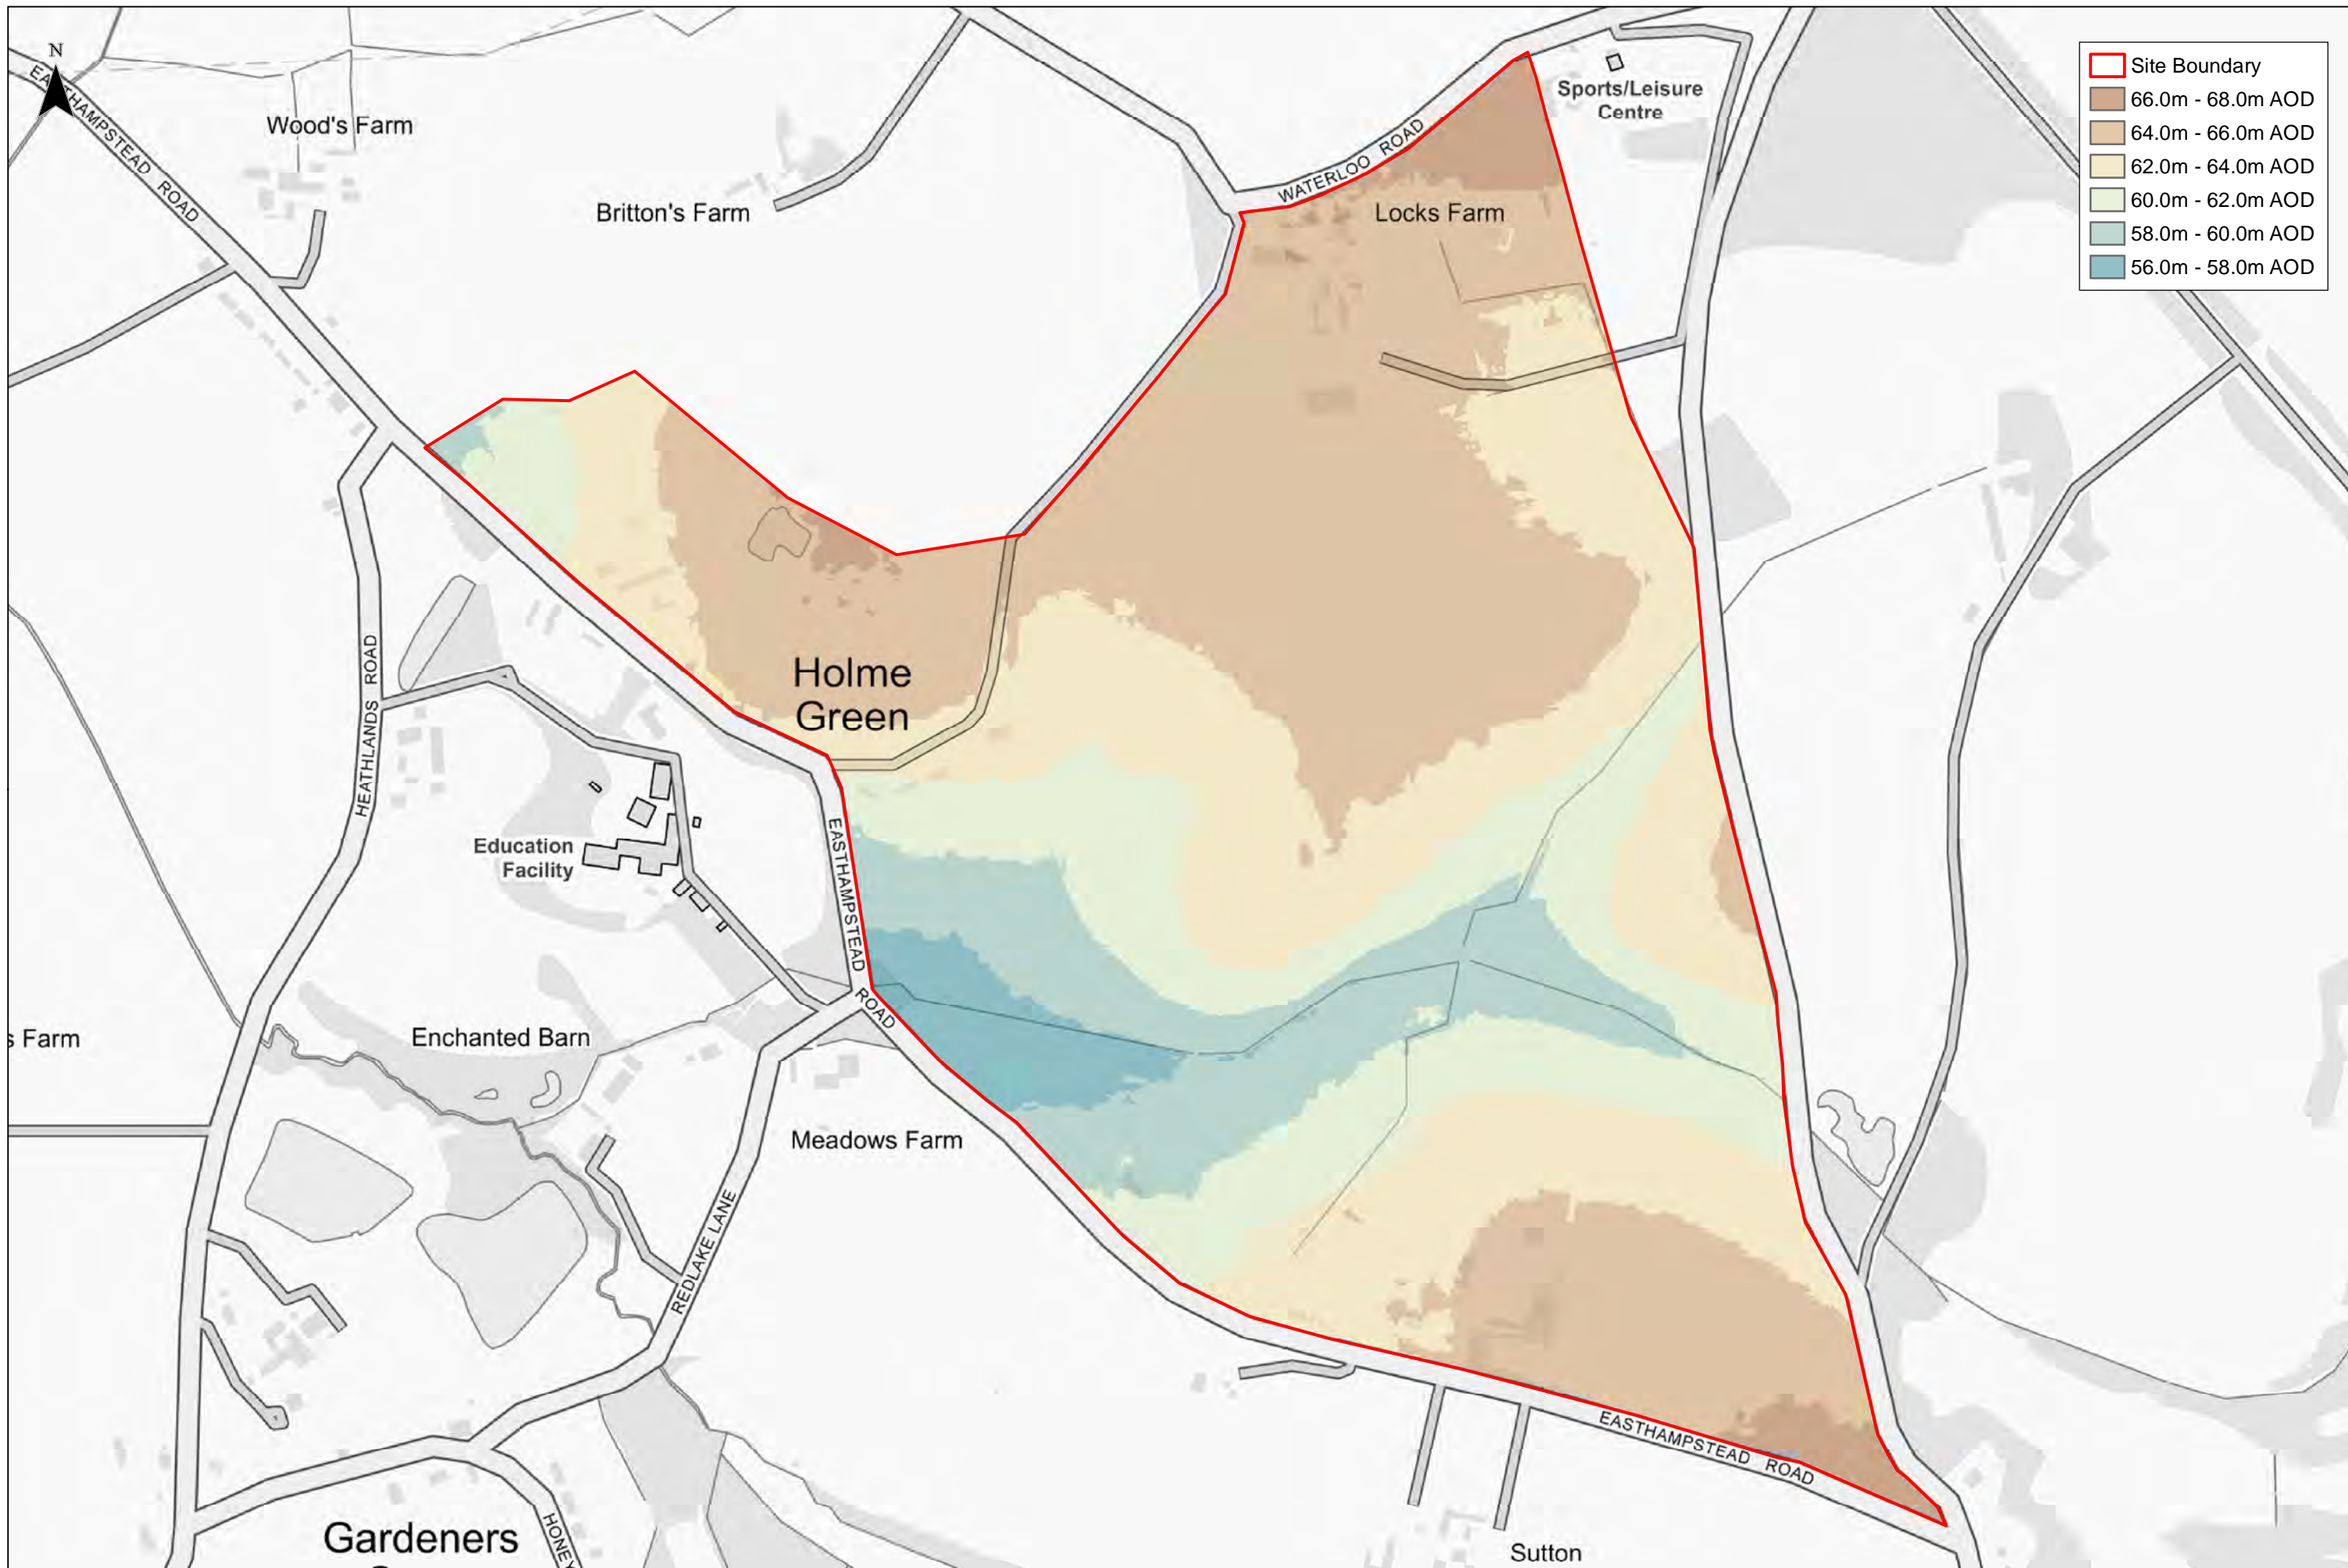 N
EASTHAMPSTEAD ROAD
Wood's Farm
Britton's Farm
WATERLOO ROAD
Locks Farm
Sports/Leisure
Centre
Site Boundary
66.0m - 68.0m AOD
64.0m - 66.0m AOD
62.0m - 64.0m AOD
60.0m - 62.0m AOD
58.0m - 60.0m AOD
56.0m - 58.0m AOD
HEATHLANDS ROAD
Holme
Green
Education
Facility
EASTHAMPSTEAD ROAD
s Farm
Enchanted Barn
Meadows Farm
REDLAKE LANE
EASTHAMPSTEAD ROAD
Gardeners
HONEY
Sutton